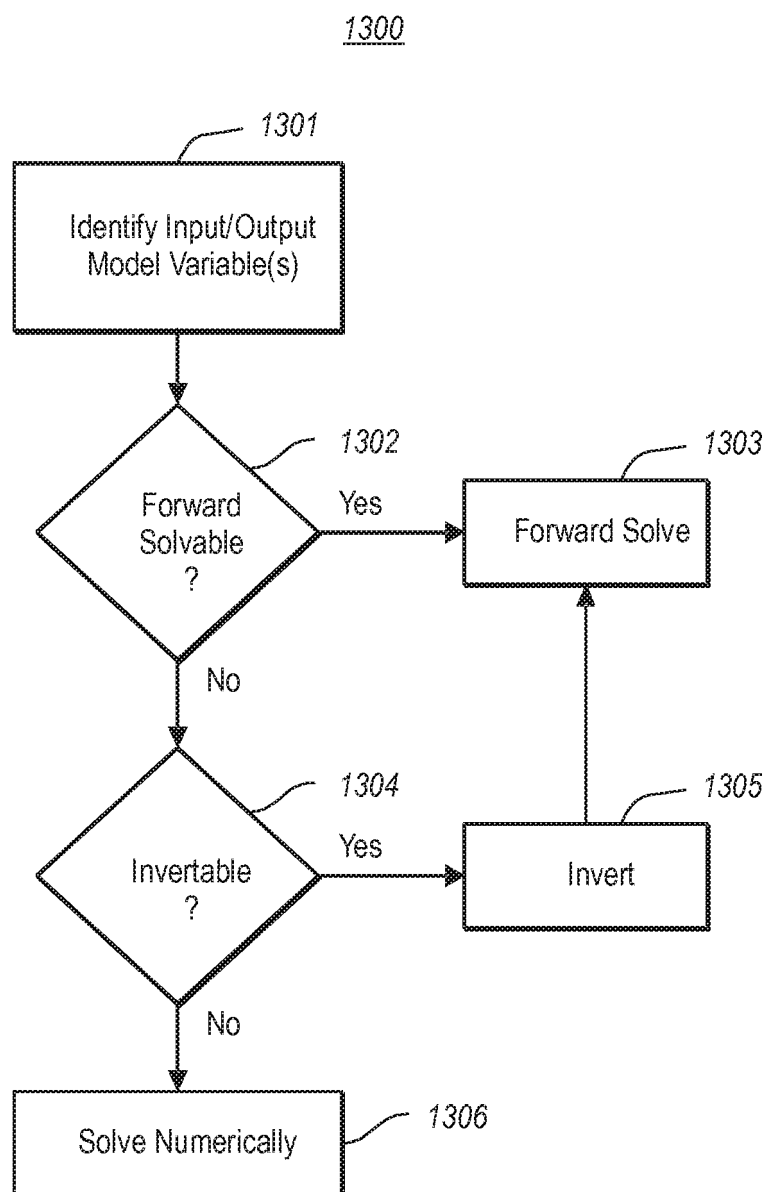 1300
1301
Identify Input/Output
Model Variable(s)
1302
Forward
Solvable
?
Yes
1303
Forward Solve
No
1304
Invertable
?
Yes
1305
Invert
No
1306
Solve Numerically